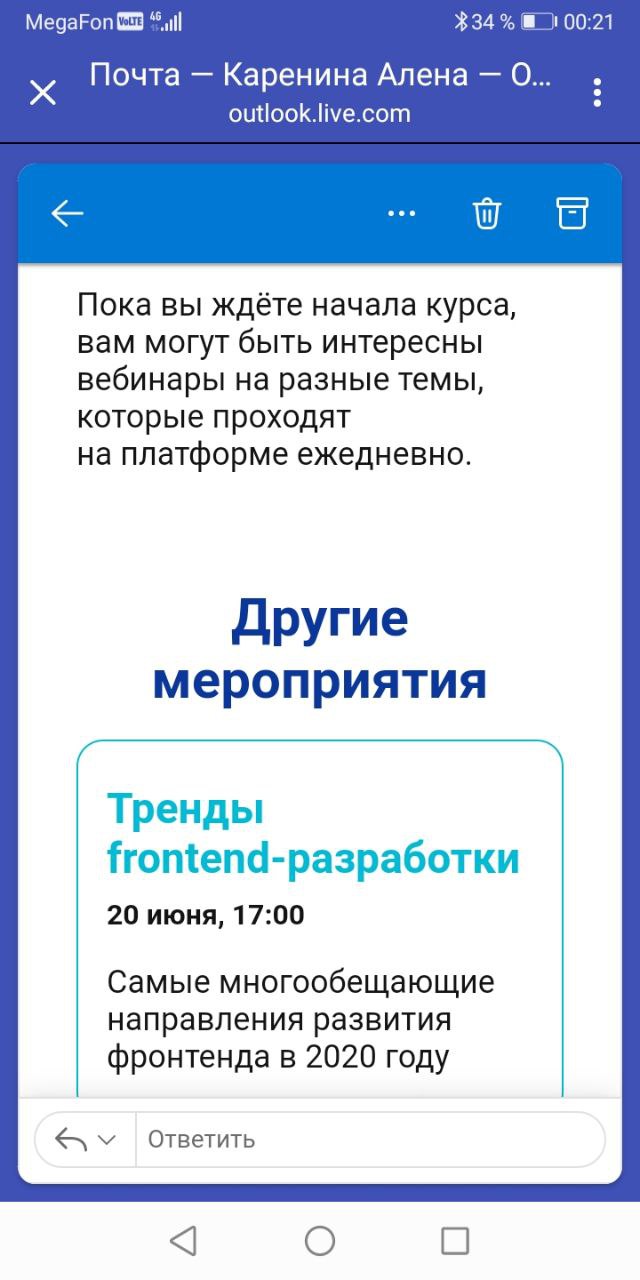 MegaFon VoLTE 4G 34 % 00:21
Почта — Каренина Алена — O...
outlook.live.com
Пока вы ждёте начала курса,
вам могут быть интересны
вебинары на разные темы,
которые проходят
на платформе ежедневно.
Другие
мероприятия
Тренды
frontend-разработки
20 июня, 17:00
Самые многообещающие
направления развития
фронтенда в 2020 году
Ответить